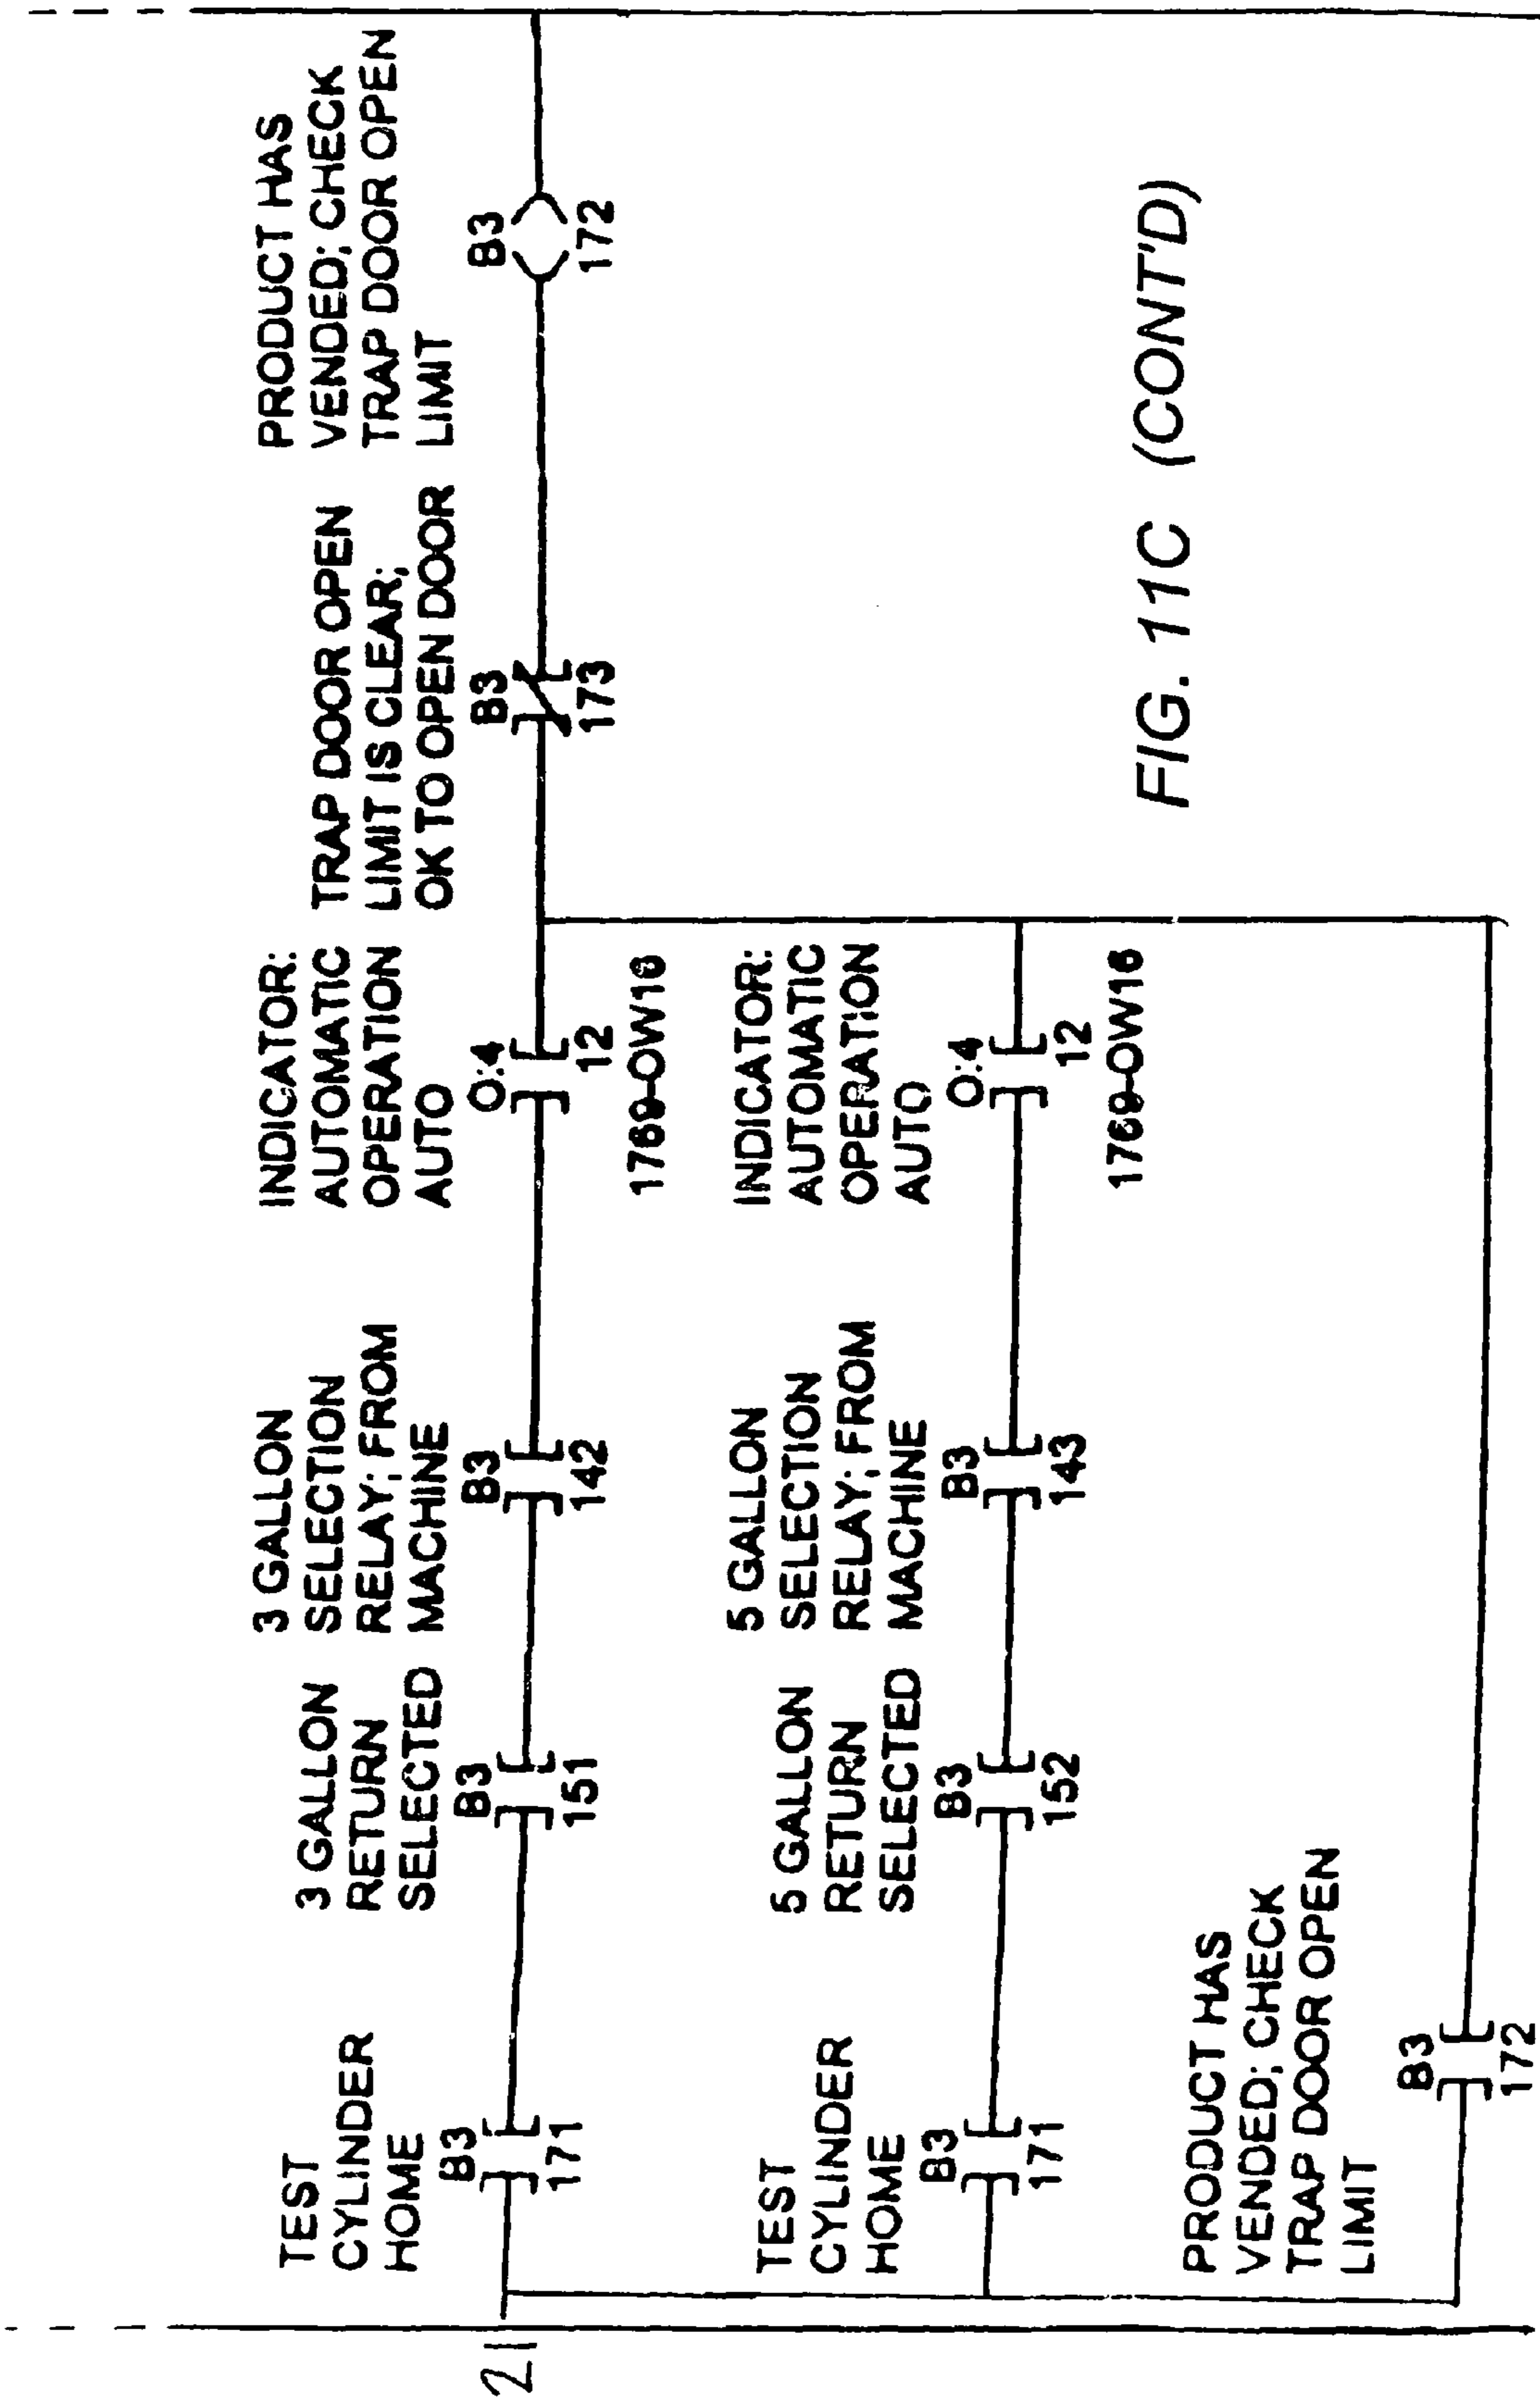 21
TEST
CYLINDER
HOME
B3
171
3 GALLON
RETURN
SELECTED
B3
151
3 GALLON
SELECTION
RELAY; FROM
MACHINE
B3
142
INDICATOR:
AUTOMATIC
OPERATION
AUTO
O:4
12
1769-OW16
TRAP DOOR OPEN
LIMIT IS CLEAR;
OK TO OPEN DOOR
B3
173
PRODUCT HAS
VENDED; CHECK
TRAP DOOR OPEN
LIMIT
B3
172
TEST
CYLINDER
HOME
B3
171
5 GALLON
RETURN
SELECTED
B3
152
5 GALLON
SELECTION
RELAY; FROM
MACHINE
B3
143
INDICATOR:
AUTOMATIC
OPERATION
AUTO
O:4
12
1769-OW16
PRODUCT HAS
VENDED; CHECK
TRAP DOOR OPEN
LIMIT
B3
172
FIG. 11C (CONT'D)